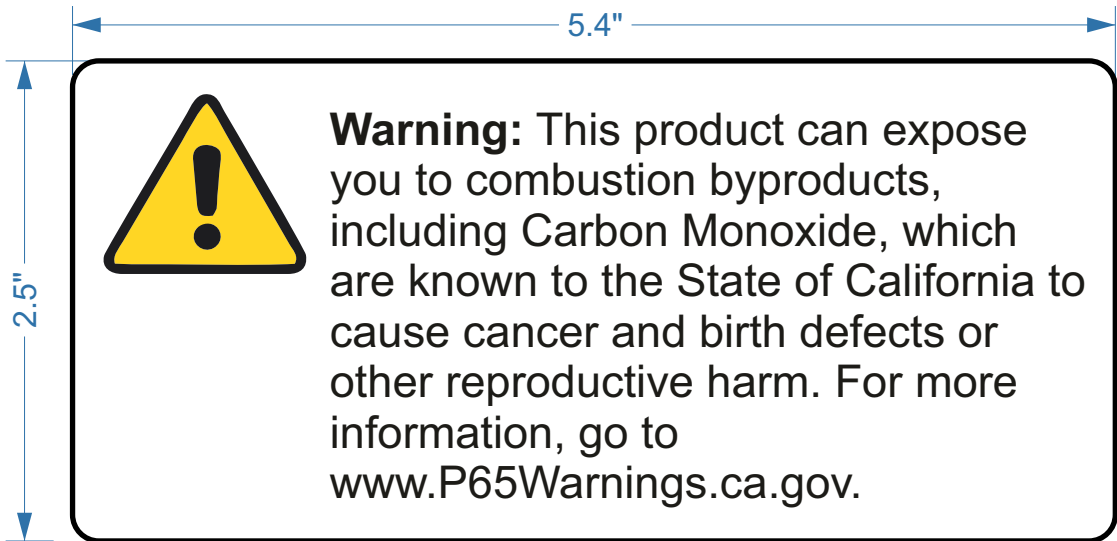 5.4"
2.5"
Warning: This product can expose
you to combustion byproducts,
including Carbon Monoxide, which
are known to the State of California to
cause cancer and birth defects or
other reproductive harm. For more
information, go to
www.P65Warnings.ca.gov.